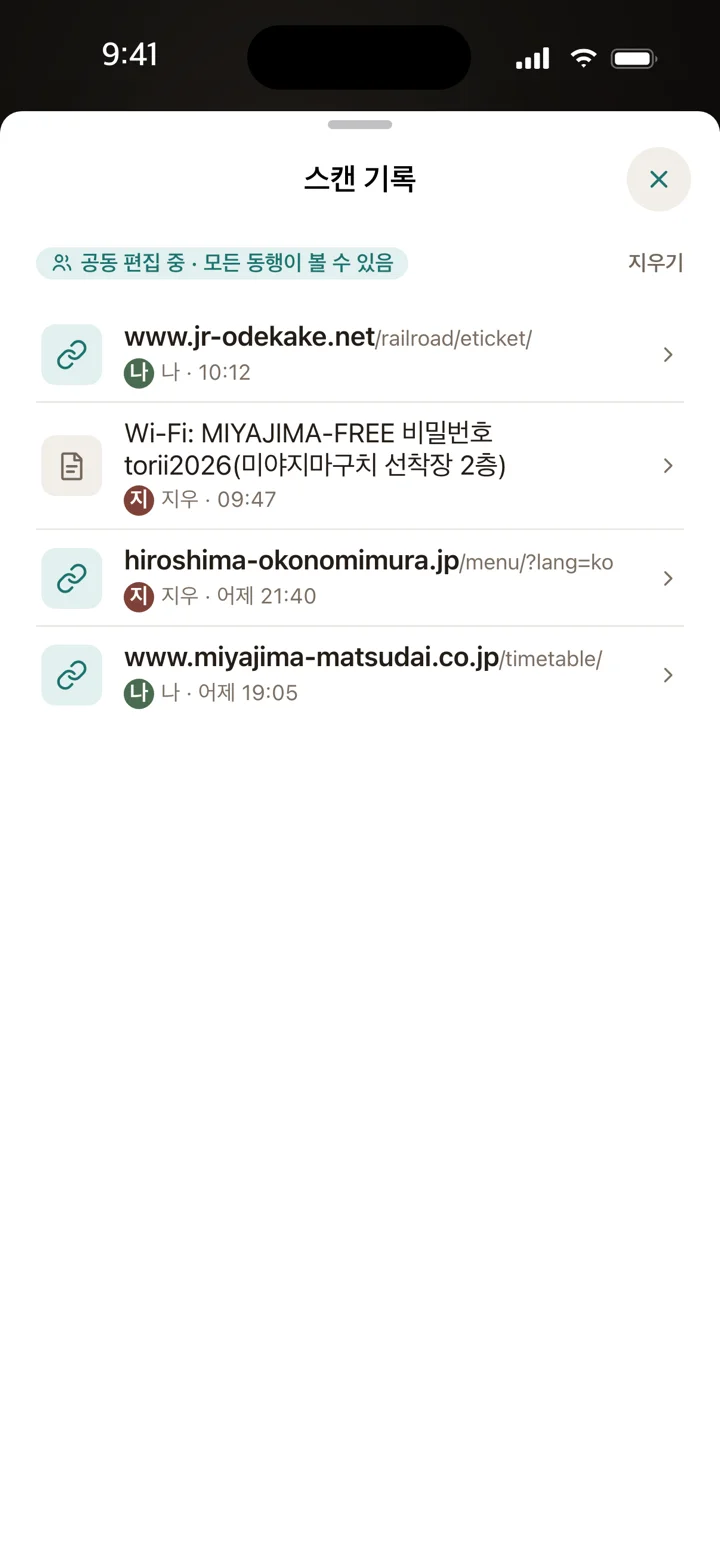 9:41
스캔 기록
공동 편집 중 · 모든 동행이 볼 수 있음
지우기
www.jr-odekake.net/railroad/eticket/
나 나 · 10:12
Wi-Fi: MIYAJIMA-FREE 비밀번호
torii2026(미야지마구치 선착장 2층)
지 지우 · 09:47
hiroshima-okonomimura.jp/menu/?lang=ko
지 지우 · 어제 21:40
www.miyajima-matsudai.co.jp/timetable/
나 나 · 어제 19:05